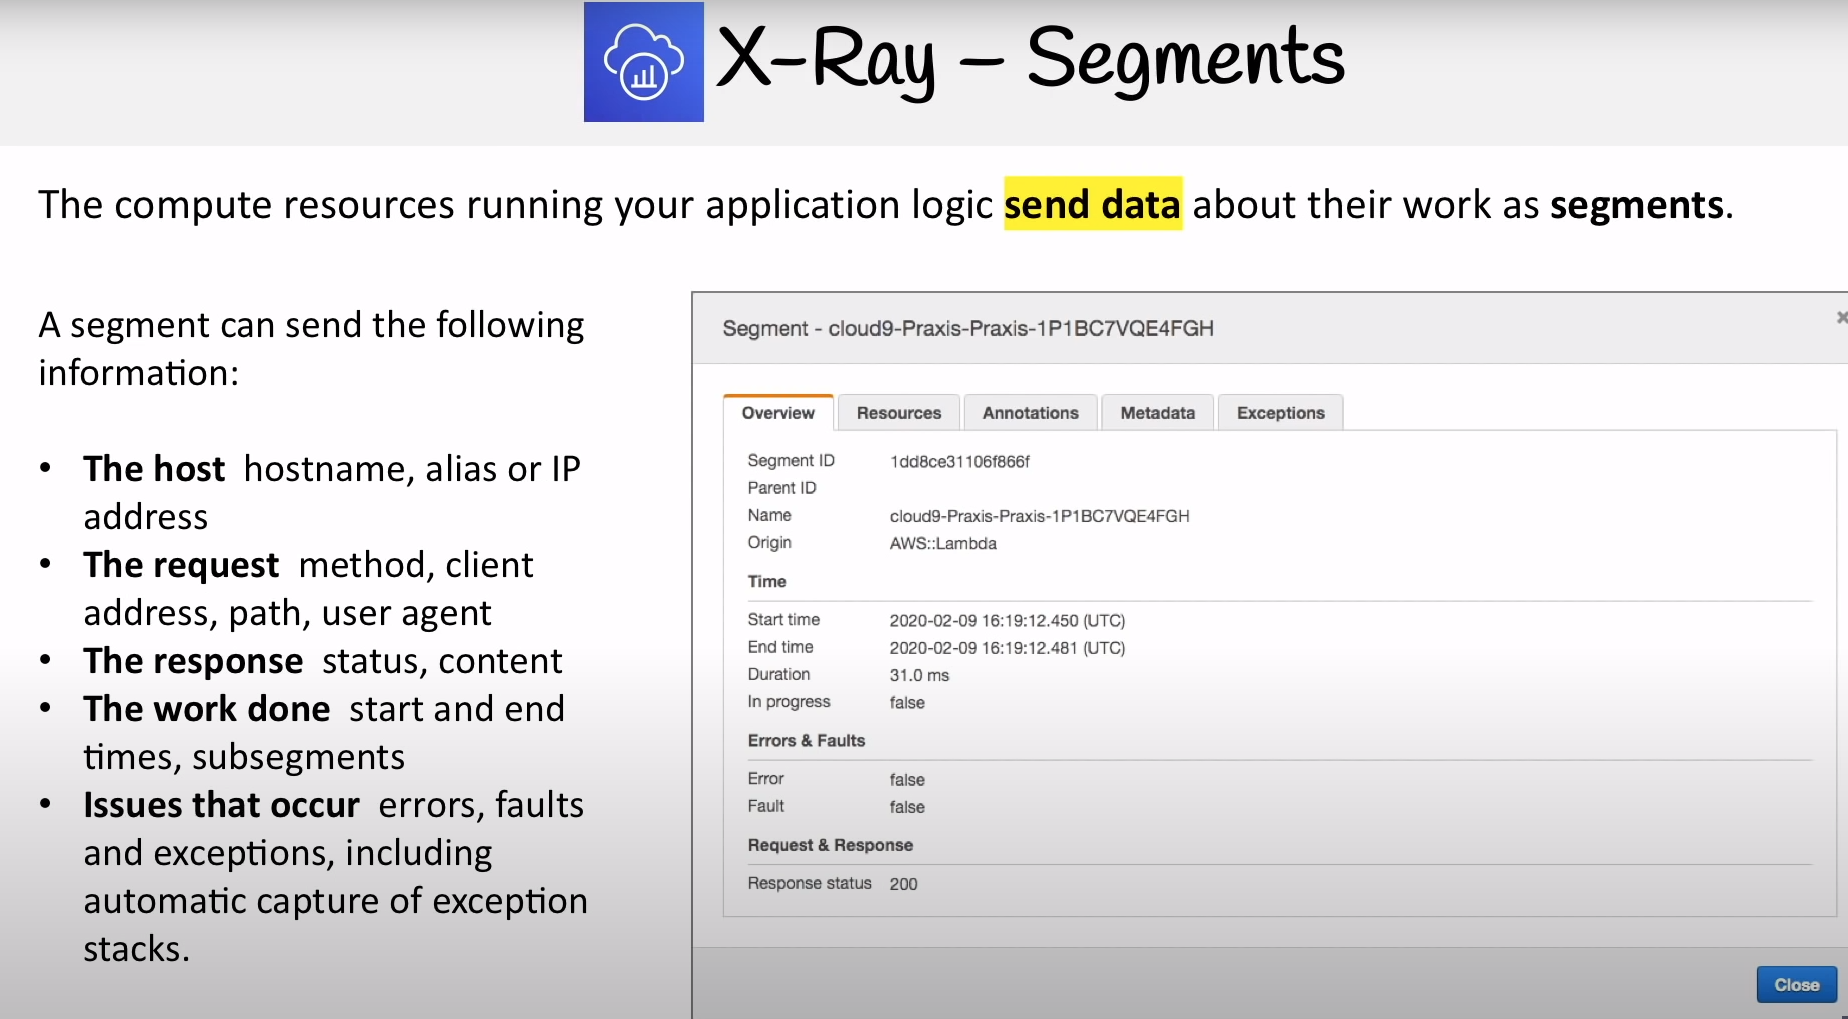 X-Ray – Segments
The compute resources running your application logic send data about their work as segments.
A segment can send the following
information:
• The host hostname, alias or IP
address
• The request method, client
address, path, user agent
• The response status, content
• The work done start and end
times, subsegments
• Issues that occur errors, faults
and exceptions, including
automatic capture of exception
stacks.
Segment - cloud9-Praxis-Praxis-1P1BC7VQE4FGH
Overview Resources Annotations Metadata Exceptions
Segment ID 1dd8ce31106f866f
Parent ID
Name cloud9-Praxis-Praxis-1P1BC7VQE4FGH
Origin AWS::Lambda
Time
Start time 2020-02-09 16:19:12.450 (UTC)
End time 2020-02-09 16:19:12.481 (UTC)
Duration 31.0 ms
In progress false
Errors & Faults
Error false
Fault false
Request & Response
Response status 200
Close